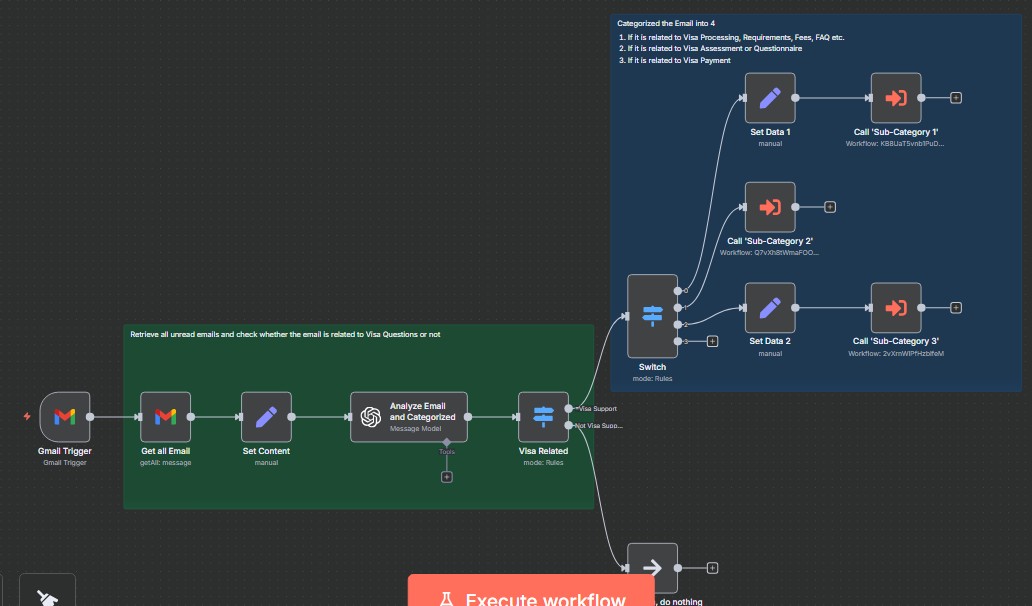 Categorized the Email into 4
1. If it is related to Visa Processing, Requirements, Fees, FAQ etc.
2. If it is related to Visa Assessment or Questionnaire
3. If it is related to Visa Payment
Set Data 1
manual
Call 'Sub-Category 1'
Workflow: KB8UaT5vnb1PuD...
Call 'Sub-Category 2'
Workflow: Q7vXh8tWmaFOO...
0
1
2
3
Switch
mode: Rules
Set Data 2
manual
Call 'Sub-Category 3'
Workflow: 2vXrnWlPfHzblfeM
Retrieve all unread emails and check whether the email is related to Visa Questions or not
Gmail Trigger
Gmail Trigger
Get all Email
getAll: message
Set Content
manual
Analyze Email
and Categorized
Message Model
Tools
Visa Related
mode: Rules
Visa Support
Not Visa Supp...
, do nothing
Execute workflow